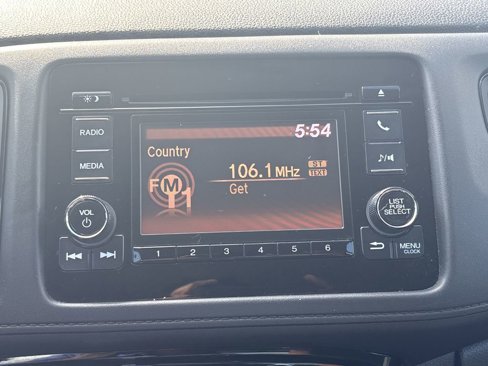 RADIO
MEDIA
VOL
5:54
Country
106.1 MHz
ST
TEXT
FM1
Get
1 2 3 4 5 6
LIST
PUSH
SELECT
MENU
CLOCK